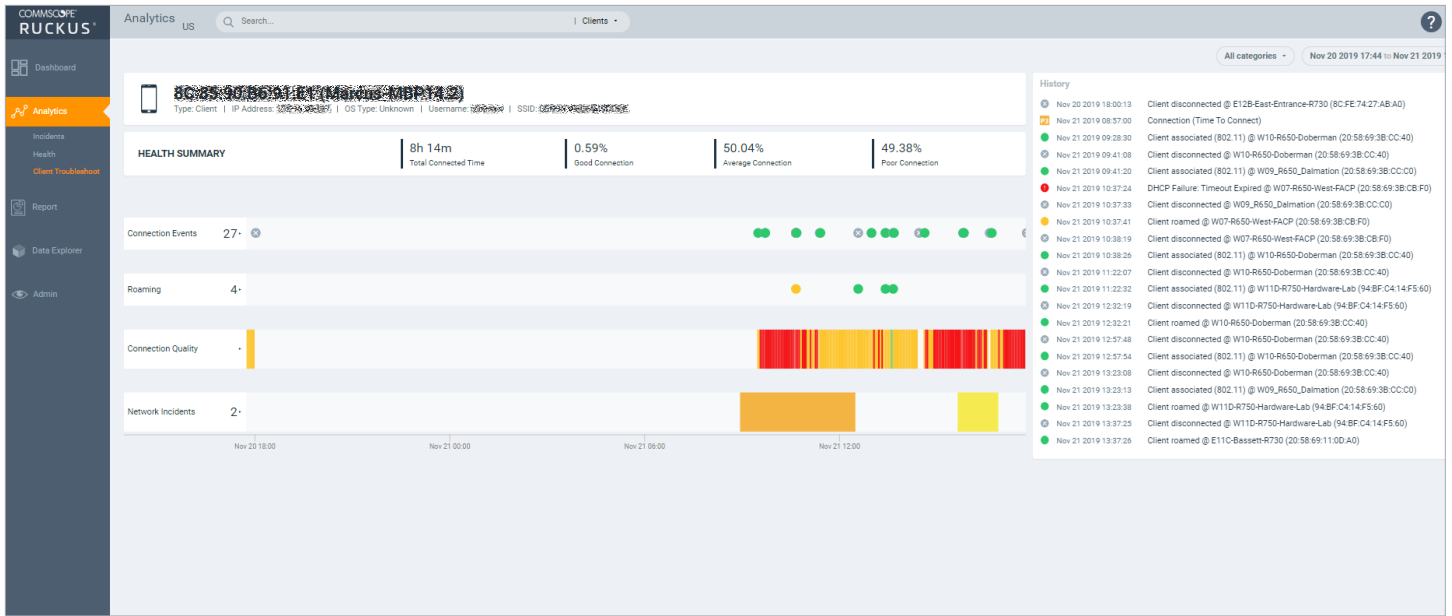 COMMSCOPE
RUCKUS
Analytics US
Search...
Clients
?
Dashboard
Analytics
Incidents
Health
Client Troubleshoot
Report
Data Explorer
Admin
All categories
Nov 20 2019 17:44 to Nov 21 2019
8C:85:90:B6:91:E1 (Marcus-MBP14,2)
Type: Client | IP Address: | OS Type: Unknown | Username: | SSID:
HEALTH SUMMARY
8h 14m
Total Connected Time
0.59%
Good Connection
50.04%
Average Connection
49.38%
Poor Connection
Connection Events 27
Roaming 4
Connection Quality
Network Incidents 2
Nov 20 18:00 Nov 21 00:00 Nov 21 06:00 Nov 21 12:00
History
Nov 20 2019 18:00:13 Client disconnected @ E12B-East-Entrance-R730 (8C:FE:74:27:AB:A0)
P3 Nov 21 2019 08:57:00 Connection (Time To Connect)
Nov 21 2019 09:28:30 Client associated (802.11) @ W10-R650-Doberman (20:58:69:3B:CC:40)
Nov 21 2019 09:41:08 Client disconnected @ W10-R650-Doberman (20:58:69:3B:CC:40)
Nov 21 2019 09:41:20 Client associated (802.11) @ W09_R650_Dalmation (20:58:69:3B:CC:C0)
Nov 21 2019 10:37:24 DHCP Failure: Timeout Expired @ W07-R650-West-FACP (20:58:69:3B:CB:F0)
Nov 21 2019 10:37:33 Client disconnected @ W09_R650_Dalmation (20:58:69:3B:CC:C0)
Nov 21 2019 10:37:41 Client roamed @ W07-R650-West-FACP (20:58:69:3B:CB:F0)
Nov 21 2019 10:38:19 Client disconnected @ W07-R650-West-FACP (20:58:69:3B:CB:F0)
Nov 21 2019 10:38:26 Client associated (802.11) @ W10-R650-Doberman (20:58:69:3B:CC:40)
Nov 21 2019 11:22:07 Client disconnected @ W10-R650-Doberman (20:58:69:3B:CC:40)
Nov 21 2019 11:22:32 Client associated (802.11) @ W11D-R750-Hardware-Lab (94:BF:C4:14:F5:60)
Nov 21 2019 12:32:19 Client disconnected @ W11D-R750-Hardware-Lab (94:BF:C4:14:F5:60)
Nov 21 2019 12:32:21 Client roamed @ W10-R650-Doberman (20:58:69:3B:CC:40)
Nov 21 2019 12:57:48 Client disconnected @ W10-R650-Doberman (20:58:69:3B:CC:40)
Nov 21 2019 12:57:54 Client associated (802.11) @ W10-R650-Doberman (20:58:69:3B:CC:40)
Nov 21 2019 13:23:08 Client disconnected @ W10-R650-Doberman (20:58:69:3B:CC:40)
Nov 21 2019 13:23:13 Client associated (802.11) @ W09_R650_Dalmation (20:58:69:3B:CC:C0)
Nov 21 2019 13:23:38 Client roamed @ W11D-R750-Hardware-Lab (94:BF:C4:14:F5:60)
Nov 21 2019 13:37:25 Client disconnected @ W11D-R750-Hardware-Lab (94:BF:C4:14:F5:60)
Nov 21 2019 13:37:26 Client roamed @ E11C-Bassett-R730 (20:58:69:11:0D:A0)